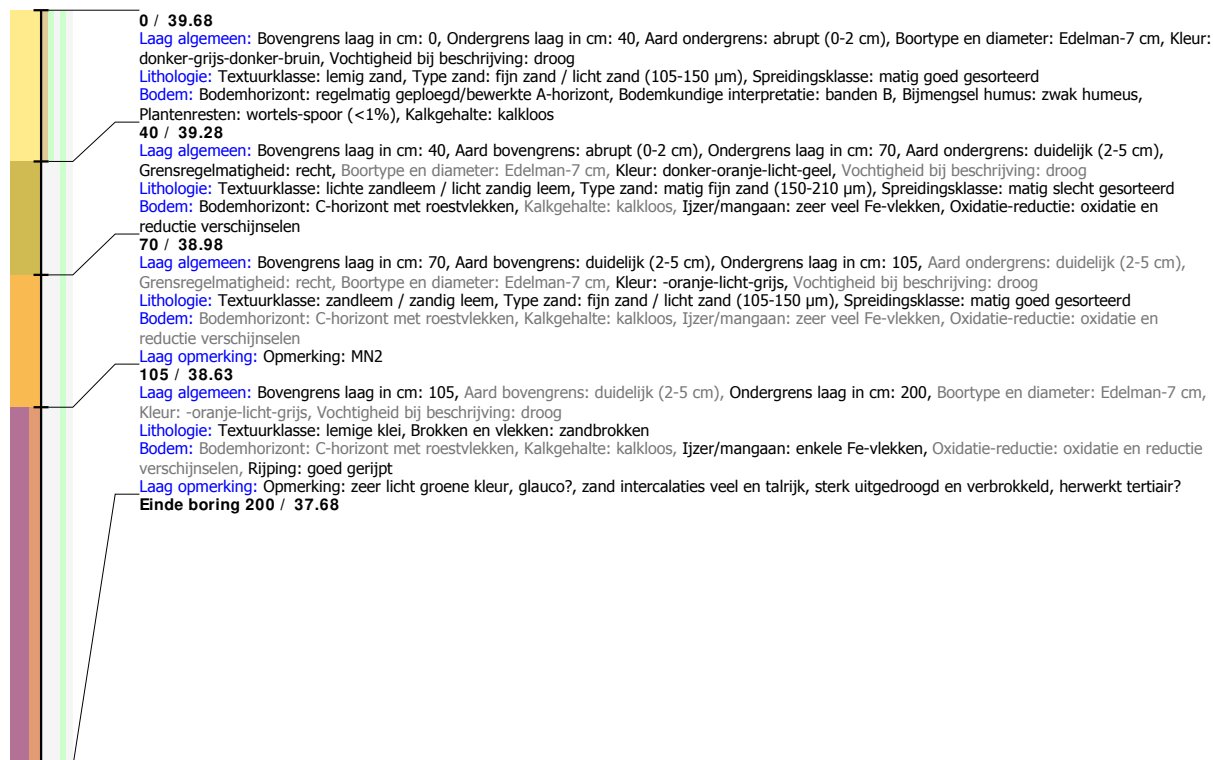 0 / 39.68
Laag algemeen: Bovengrens laag in cm: 0, Ondergrens laag in cm: 40, Aard ondergrens: abrupt (0-2 cm), Boortype en diameter: Edelman-7 cm, Kleur:
donker-grijs-donker-bruin, Vochtigheid bij beschrijving: droog
Lithologie: Textuurklasse: lemig zand, Type zand: fijn zand / licht zand (105-150 µm), Spreidingsklasse: matig goed gesorteerd
Bodem: Bodemhorizont: regelmatig geploegd/bewerkte A-horizont, Bodemkundige interpretatie: banden B, Bijmengsel humus: zwak humeus,
Plantenresten: wortels-spoor (<1%), Kalkgehalte: kalkloos
40 / 39.28
Laag algemeen: Bovengrens laag in cm: 40, Aard bovengrens: abrupt (0-2 cm), Ondergrens laag in cm: 70, Aard ondergrens: duidelijk (2-5 cm),
Grensregelmatigheid: recht, Boortype en diameter: Edelman-7 cm, Kleur: donker-oranje-licht-geel, Vochtigheid bij beschrijving: droog
Lithologie: Textuurklasse: lichte zandleem / licht zandig leem, Type zand: matig fijn zand (150-210 µm), Spreidingsklasse: matig slecht gesorteerd
Bodem: Bodemhorizont: C-horizont met roestvlekken, Kalkgehalte: kalkloos, Ijzer/mangaan: zeer veel Fe-vlekken, Oxidatie-reductie: oxidatie en
reductie verschijnselen
70 / 38.98
Laag algemeen: Bovengrens laag in cm: 70, Aard bovengrens: duidelijk (2-5 cm), Ondergrens laag in cm: 105, Aard ondergrens: duidelijk (2-5 cm),
Grensregelmatigheid: recht, Boortype en diameter: Edelman-7 cm, Kleur: -oranje-licht-grijs, Vochtigheid bij beschrijving: droog
Lithologie: Textuurklasse: zandleem / zandig leem, Type zand: fijn zand / licht zand (105-150 µm), Spreidingsklasse: matig goed gesorteerd
Bodem: Bodemhorizont: C-horizont met roestvlekken, Kalkgehalte: kalkloos, Ijzer/mangaan: zeer veel Fe-vlekken, Oxidatie-reductie: oxidatie en
reductie verschijnselen
Laag opmerking: Opmerking: MN2
105 / 38.63
Laag algemeen: Bovengrens laag in cm: 105, Aard bovengrens: duidelijk (2-5 cm), Ondergrens laag in cm: 200, Boortype en diameter: Edelman-7 cm,
Kleur: -oranje-licht-grijs, Vochtigheid bij beschrijving: droog
Lithologie: Textuurklasse: lemige klei, Brokken en vlekken: zandbrokken
Bodem: Bodemhorizont: C-horizont met roestvlekken, Kalkgehalte: kalkloos, Ijzer/mangaan: enkele Fe-vlekken, Oxidatie-reductie: oxidatie en reductie
verschijnselen, Rijping: goed gerijpt
Laag opmerking: Opmerking: zeer licht groene kleur, glauco?, zand intercalaties veel en talrijk, sterk uitgedroogd en verbrokkeld, herwerkt tertiair?
Einde boring 200 / 37.68